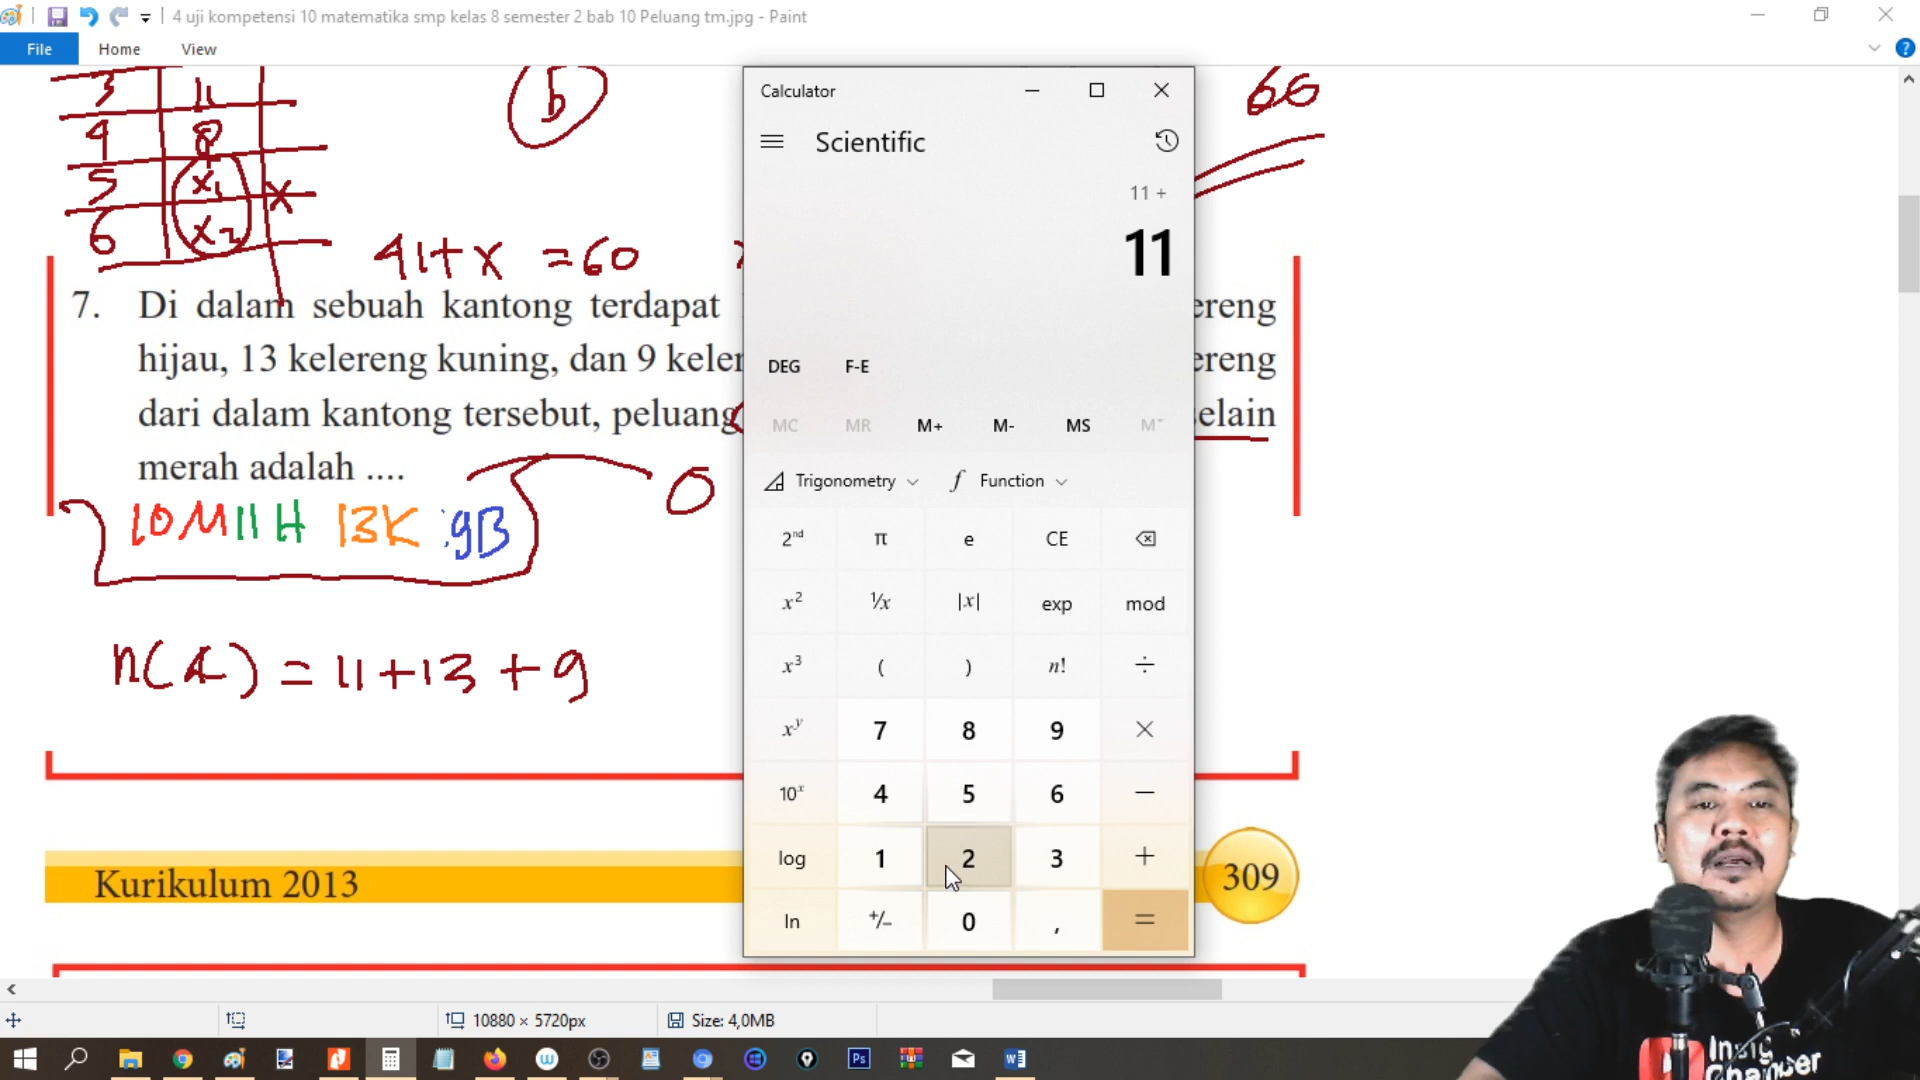 4 uji kompetensi 10 matematika smp kelas 8 semester 2 bab 10 Peluang tm.jpg - Paint
File Home View
3 11
4 8
5 x1 x
6 x2
b
66
41+x =60
7. Di dalam sebuah kantong terdapat
ereng
hijau, 13 kelereng kuning, dan 9 keler
ereng
dari dalam kantong tersebut, peluang
elain
merah adalah ....
10M 11H 13K 9B
n(A) = 11+13+9
Kurikulum 2013
309
Calculator
Scientific
11 +
11
DEG F-E
MC MR M+ M- MS M˅
Trigonometry Function
2nd π e CE
x² ⅟x |x| exp mod
x³ ( ) n! ÷
xʸ 7 8 9 ×
10ˣ 4 5 6 −
log 1 2 3 +
ln +/− 0 , =
10880 × 5720px Size: 4,0MB
Ps